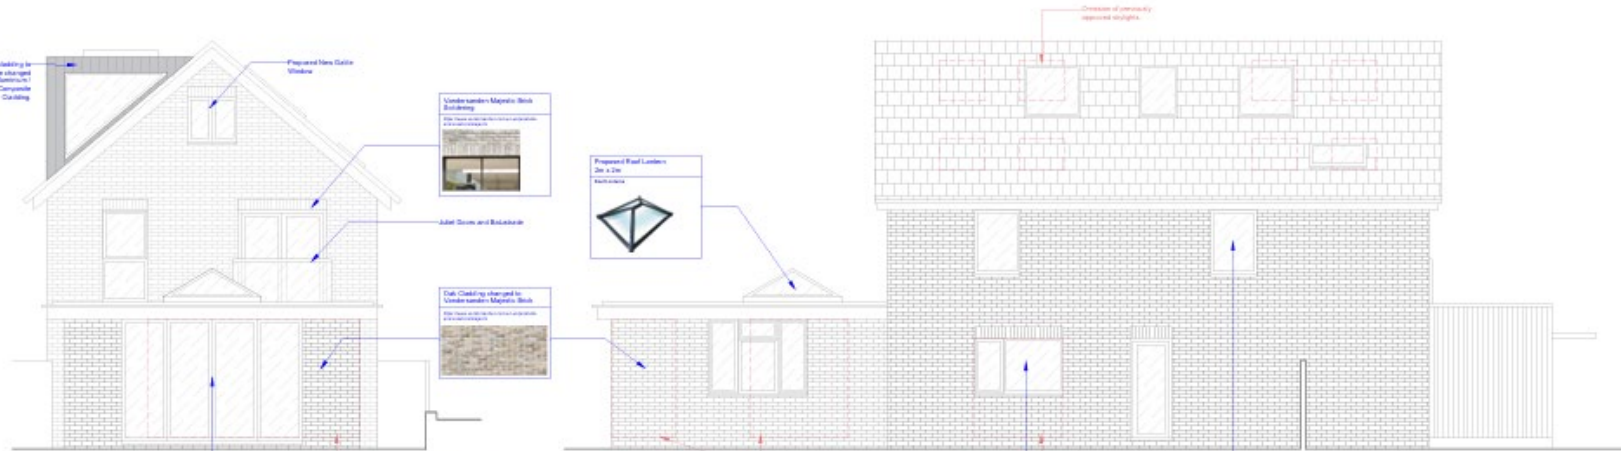 Omission of previously
approved skylights
Cladding to
be changed
Aluminium /
Composite
Cladding.
Proposed New Gable
Window
Vandersanden Majestic Brick
Soldering
Proposed Roof Lantern
2m x 2m
Juliet Doors and Balustrade
Oak Cladding changed to
Vandersanden Majestic Brick